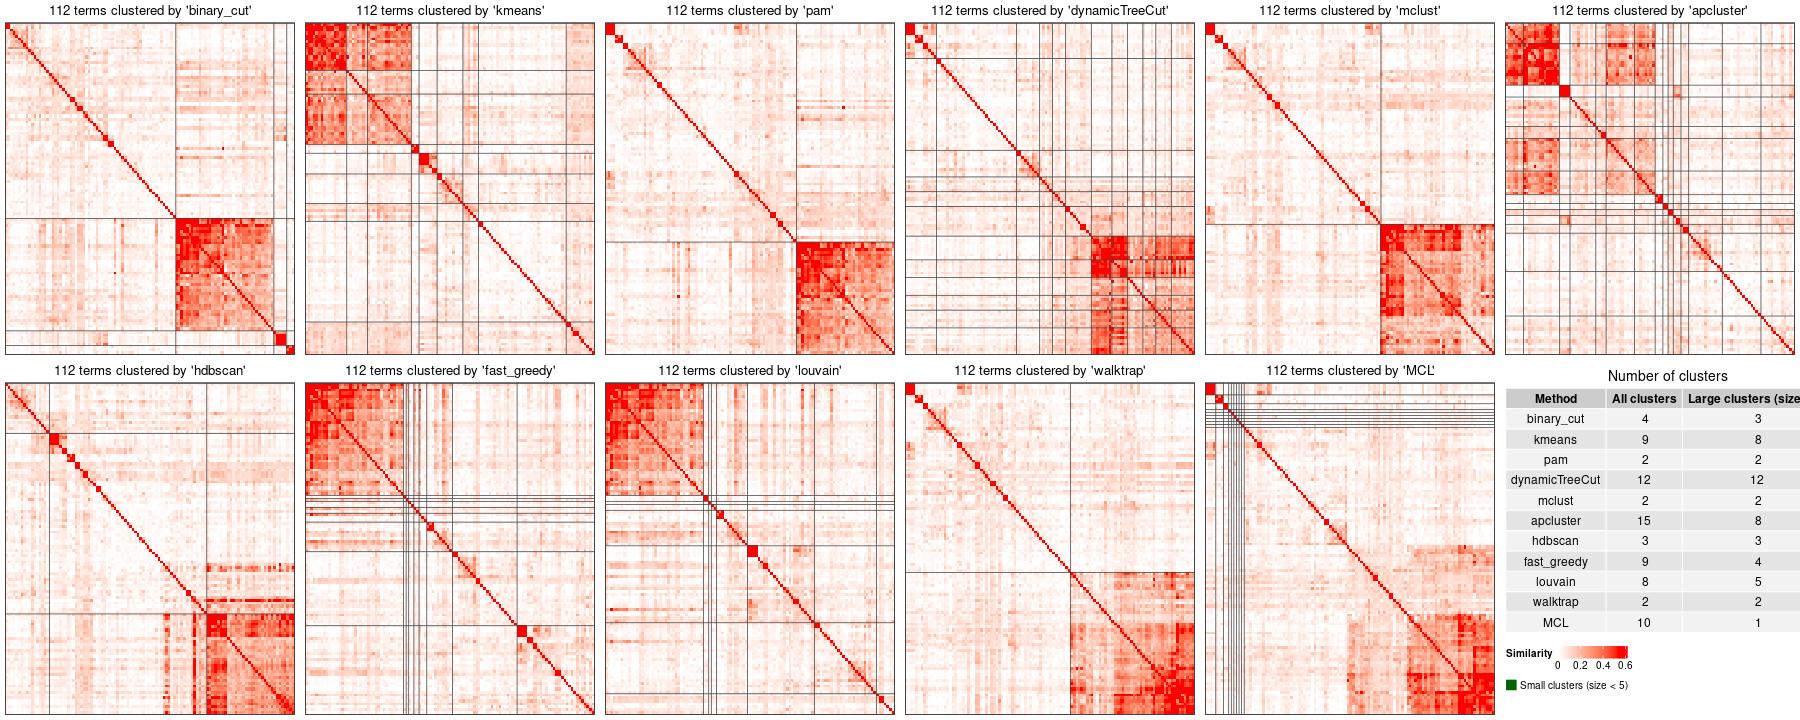 112 terms clustered by 'binary_cut'
112 terms clustered by 'kmeans'
112 terms clustered by 'pam'
112 terms clustered by 'dynamicTreeCut'
112 terms clustered by 'mclust'
112 terms clustered by 'apcluster'
112 terms clustered by 'hdbscan'
112 terms clustered by 'fast_greedy'
112 terms clustered by 'louvain'
112 terms clustered by 'walktrap'
112 terms clustered by 'MCL'
Number of clusters
Method All clusters Large clusters (size
binary_cut 4 3
kmeans 9 8
pam 2 2
dynamicTreeCut 12 12
mclust 2 2
apcluster 15 8
hdbscan 3 3
fast_greedy 9 4
louvain 8 5
walktrap 2 2
MCL 10 1
Similarity
0 0.2 0.4 0.6
Small clusters (size < 5)